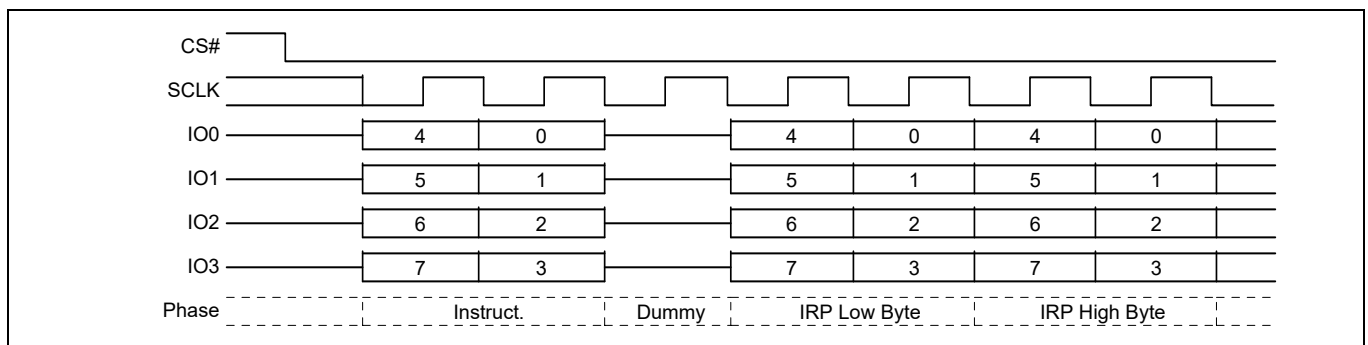 CS#
SCLK
IO0 4 0 4 0 4 0
IO1 5 1 5 1 5 1
IO2 6 2 6 2 6 2
IO3 7 3 7 3 7 3
Phase Instruct. Dummy IRP Low Byte IRP High Byte